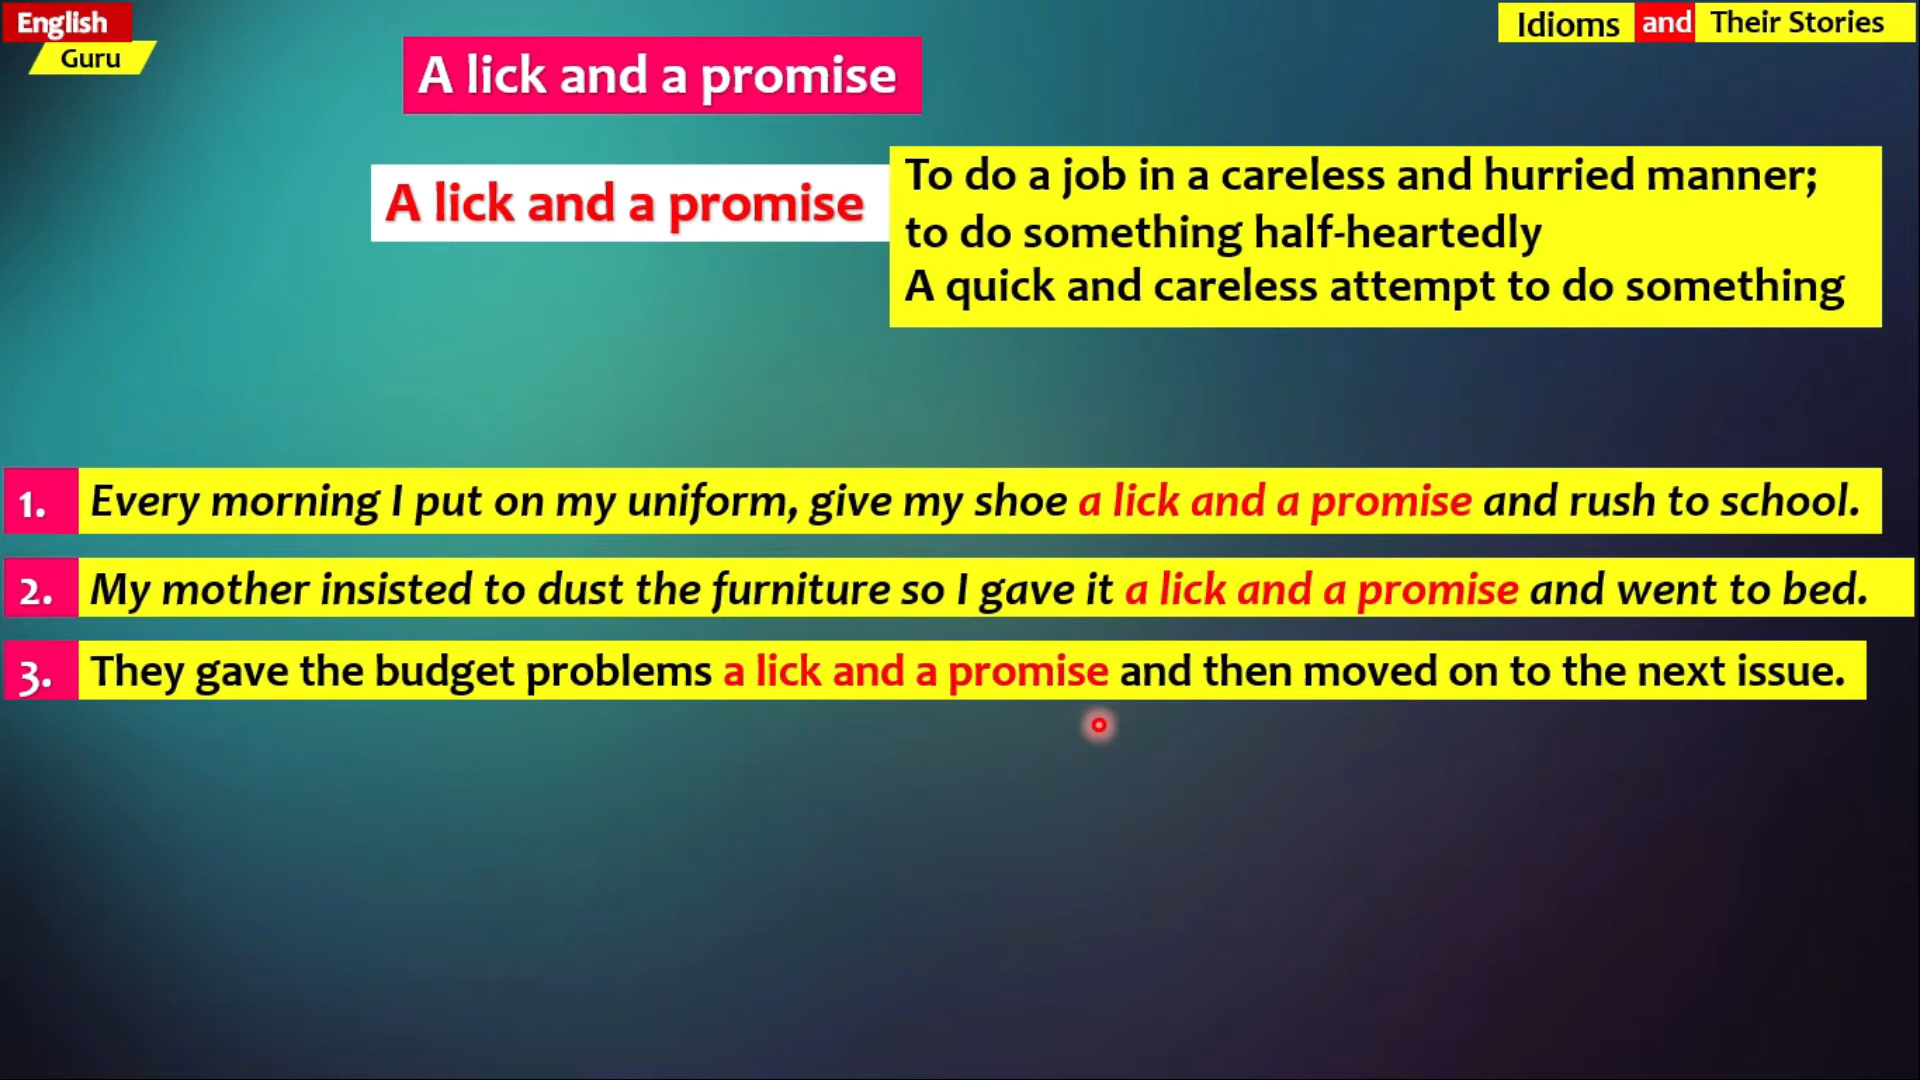 English
Guru
Idioms and Their Stories
A lick and a promise
A lick and a promise
To do a job in a careless and hurried manner;
to do something half-heartedly
A quick and careless attempt to do something
1. Every morning I put on my uniform, give my shoe a lick and a promise and rush to school.
2. My mother insisted to dust the furniture so I gave it a lick and a promise and went to bed.
3. They gave the budget problems a lick and a promise and then moved on to the next issue.